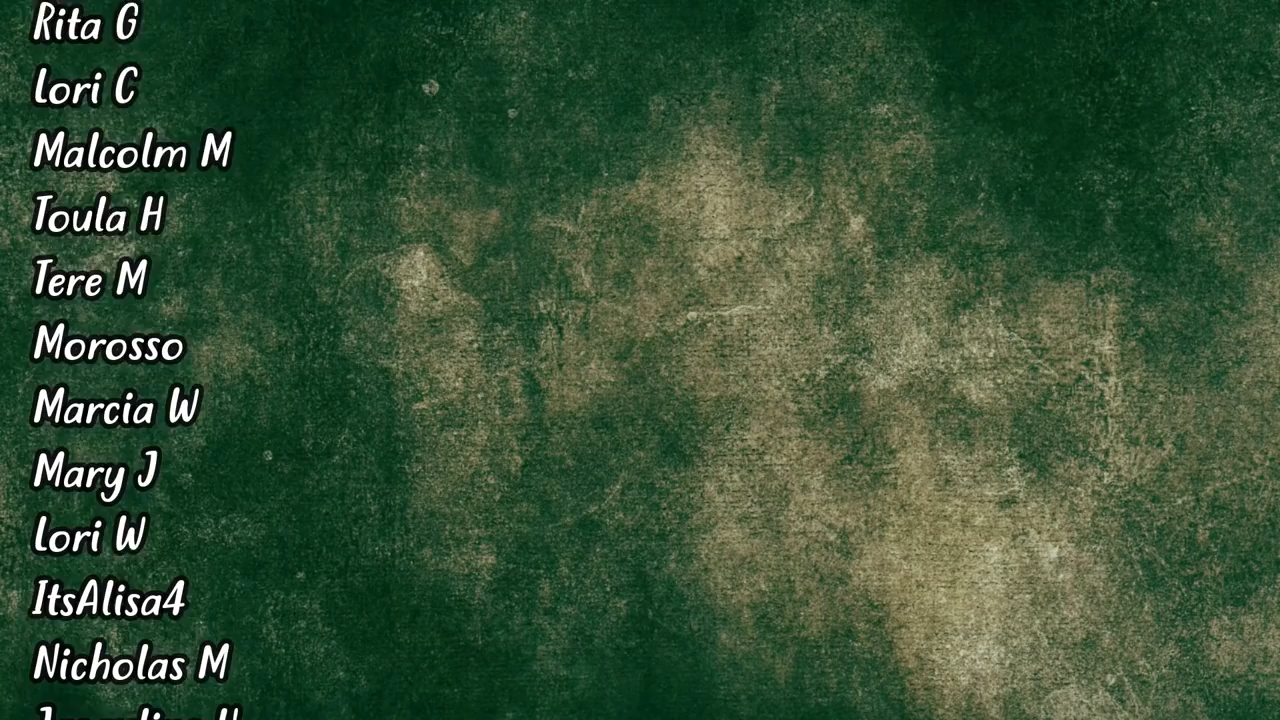 Rita G
Lori C
Malcolm M
Toula H
Tere M
Morosso
Marcia W
Mary J
Lori W
ItsAlisa4
Nicholas M